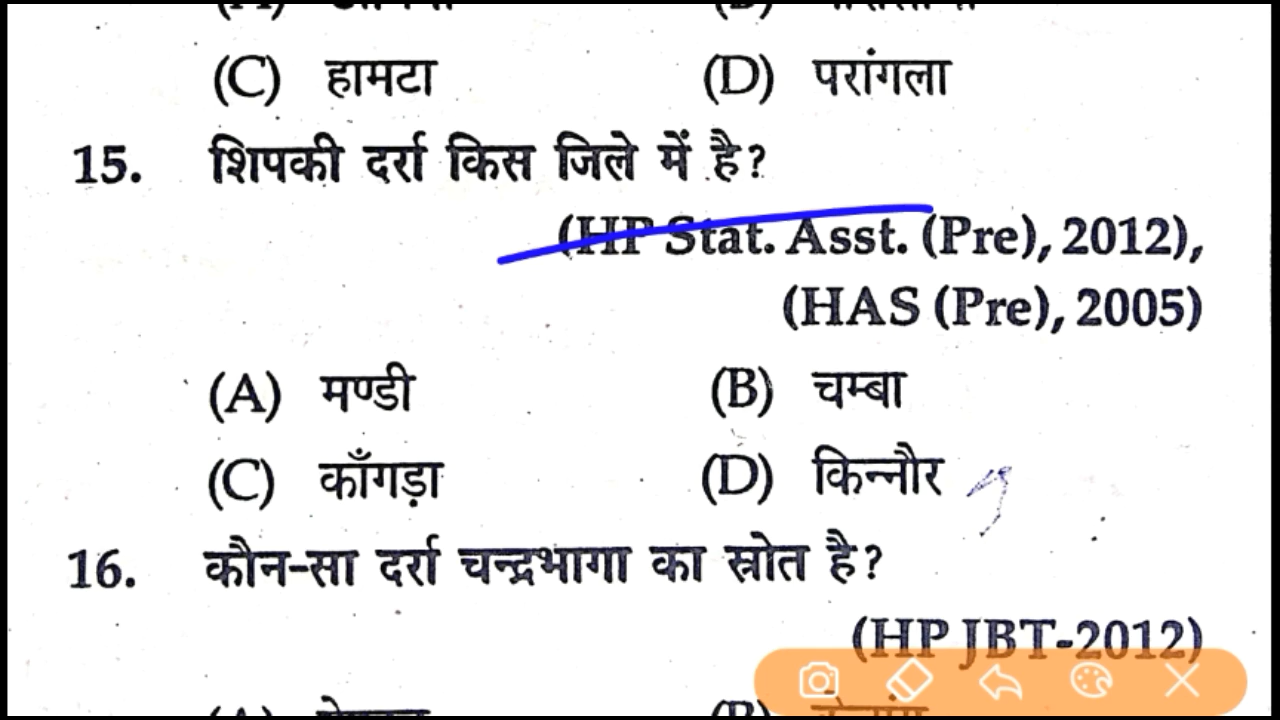 (C) हामटा (D) परांगला
15. शिपकी दर्रा किस जिले में है?
(HP Stat. Asst. (Pre), 2012),
(HAS (Pre), 2005)
(A) मण्डी (B) चम्बा
(C) काँगड़ा (D) किन्नौर
16. कौन-सा दर्रा चन्द्रभागा का स्रोत है?
(HP JBT-2012)